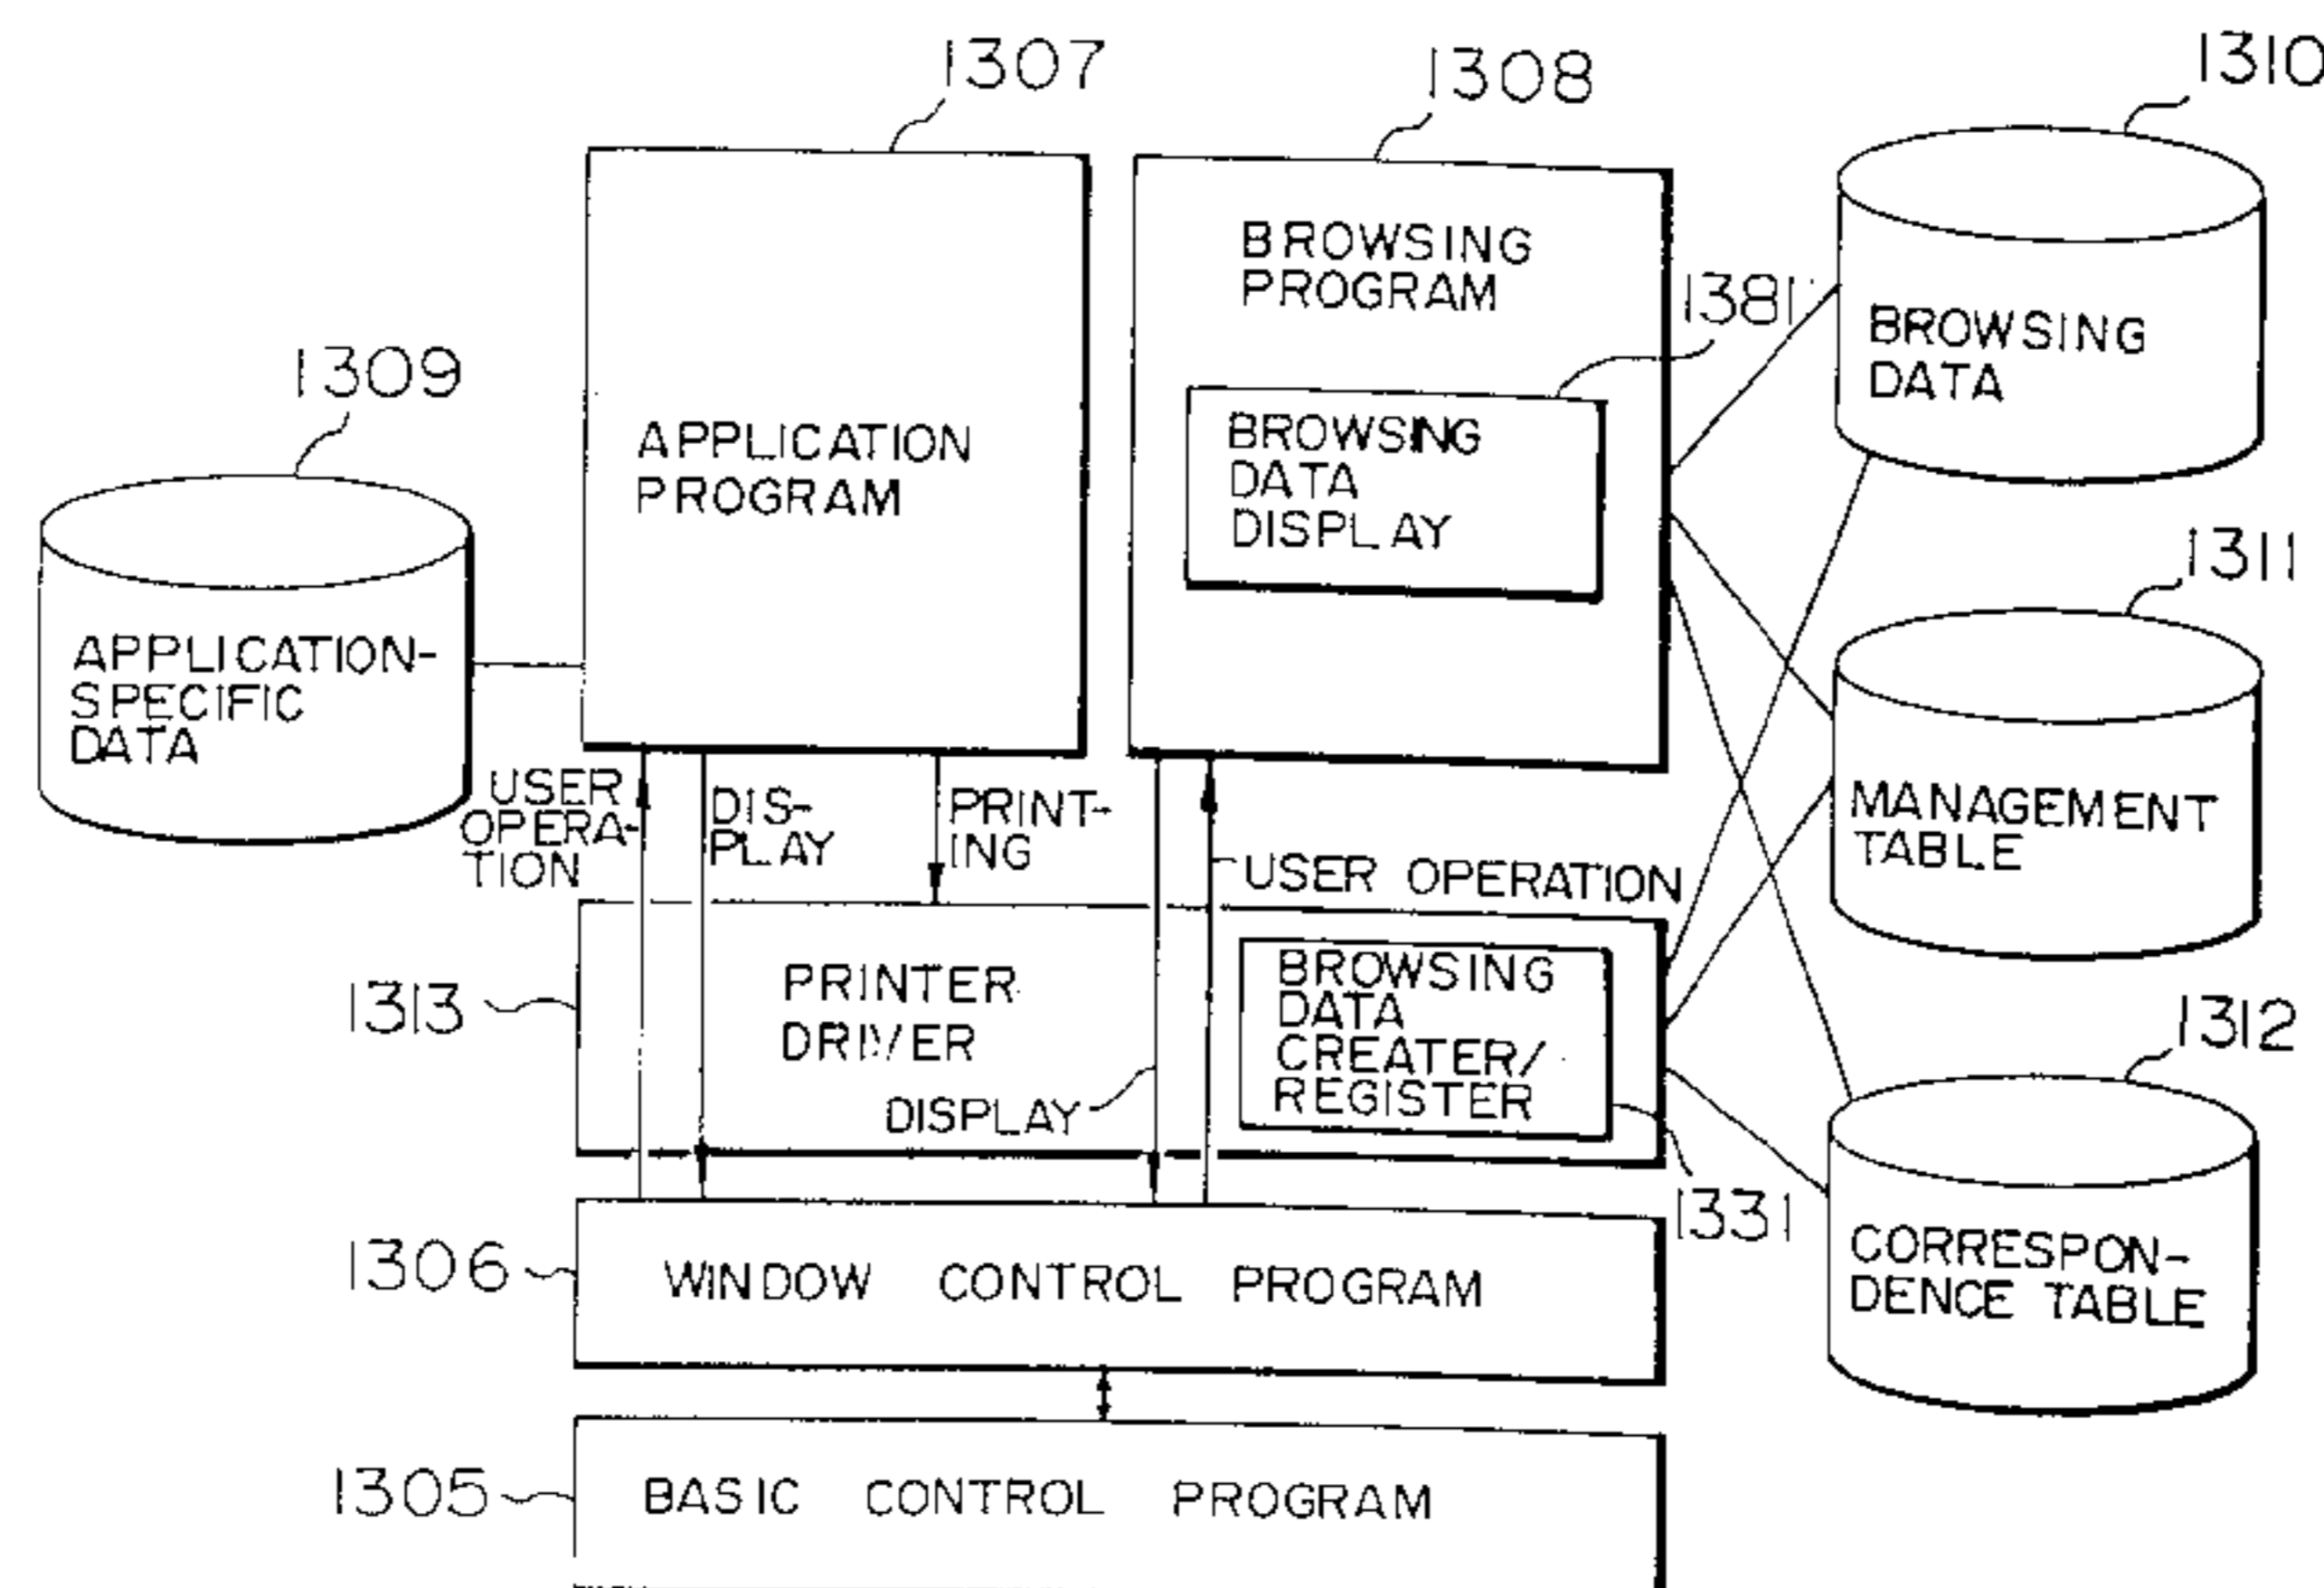 1307
1308
1310
BROWSING
PROGRAM
1381
BROWSING
DATA
1309
APPLICATION
PROGRAM
BROWSING
DATA
DISPLAY
1311
APPLICATION-
SPECIFIC
DATA
USER
OPERA-
TION
DIS-
PLAY
PRINT-
ING
USER OPERATION
MANAGEMENT
TABLE
1313
PRINTER
DRIVER
DISPLAY
BROWSING
DATA
CREATER/
REGISTER
1312
1331
1306
WINDOW CONTROL PROGRAM
CORRESPON-
DENCE TABLE
1305
BASIC CONTROL PROGRAM